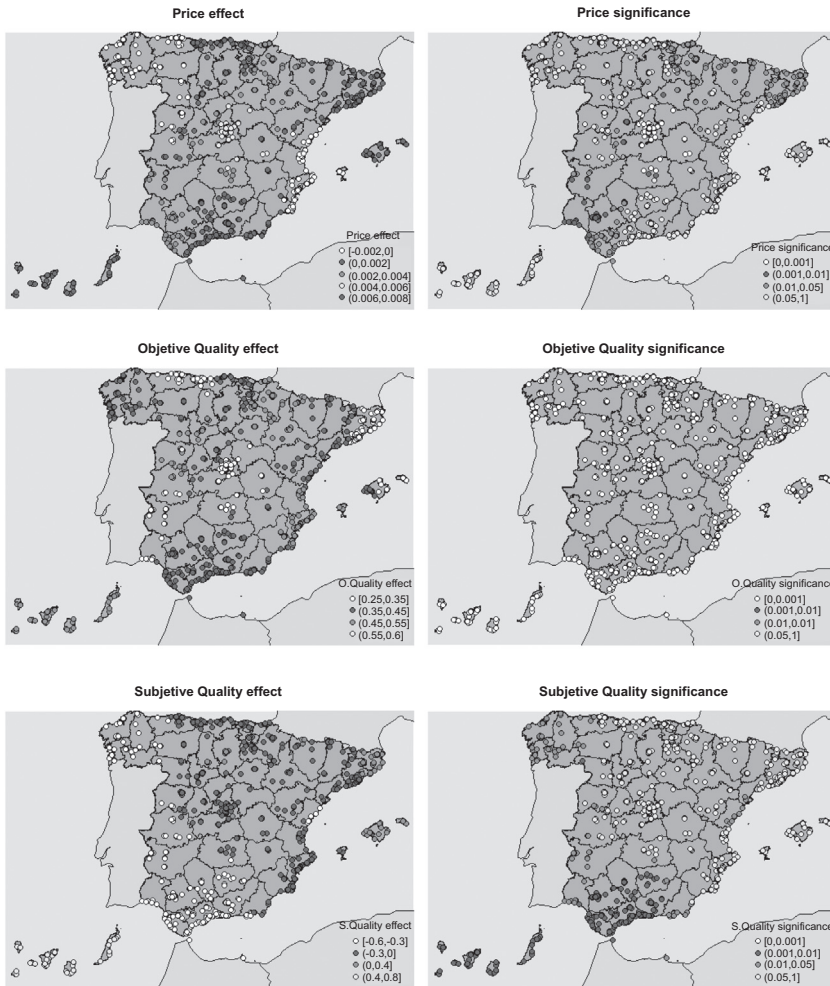 Price effect
Price significance
Price effect
[-0.002,0]
(0,0.002]
(0.002,0.004]
(0.004,0.006]
(0.006,0.008]
Price significance
[0,0.001]
(0.001,0.01]
(0.01,0.05]
(0.05,1]
Objetive Quality effect
Objetive Quality significance
O.Quality effect
[0.25,0.35]
(0.35,0.45]
(0.45,0.55]
(0.55,0.6]
O.Quality significance
[0,0.001]
(0.001,0.01]
(0.01,0.01]
(0.05,1]
Subjetive Quality effect
Subjetive Quality significance
S.Quality effect
[-0.6,-0.3]
(-0.3,0]
(0,0.4]
(0.4,0.8]
S.Quality significance
[0,0.001]
(0.001,0.01]
(0.01,0.05]
(0.05,1]